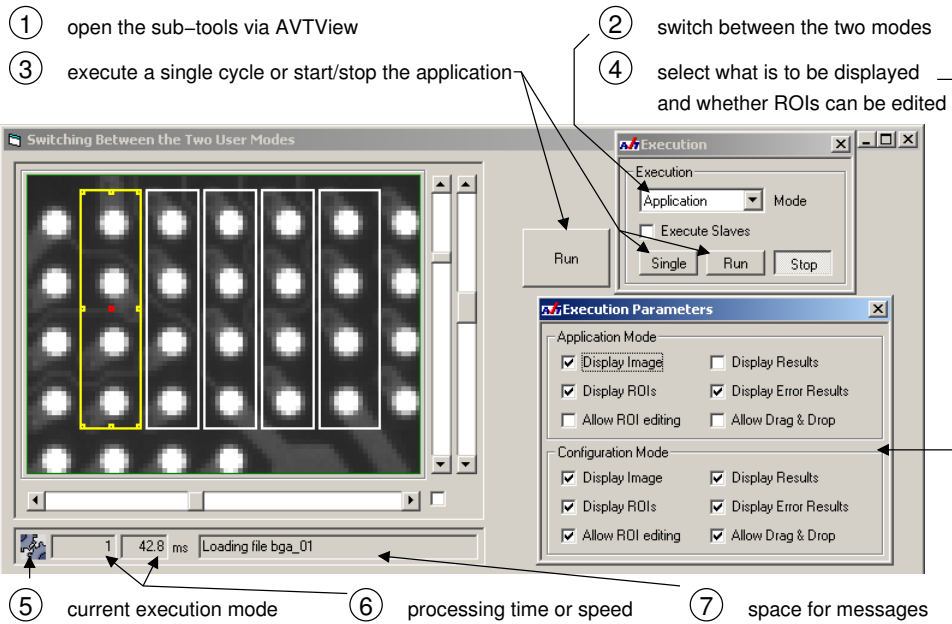 1 open the sub–tools via AVTView
2 switch between the two modes
3 execute a single cycle or start/stop the application
4 select what is to be displayed
and whether ROIs can be edited
Switching Between the Two User Modes
Execution
Execution
Application Mode
Execute Slaves
Single Run Stop
Run
Execution Parameters
Application Mode
Display Image Display Results
Display ROIs Display Error Results
Allow ROI editing Allow Drag & Drop
Configuration Mode
Display Image Display Results
Display ROIs Display Error Results
Allow ROI editing Allow Drag & Drop
1 42.8 ms Loading file bga_01
5 current execution mode
6 processing time or speed
7 space for messages